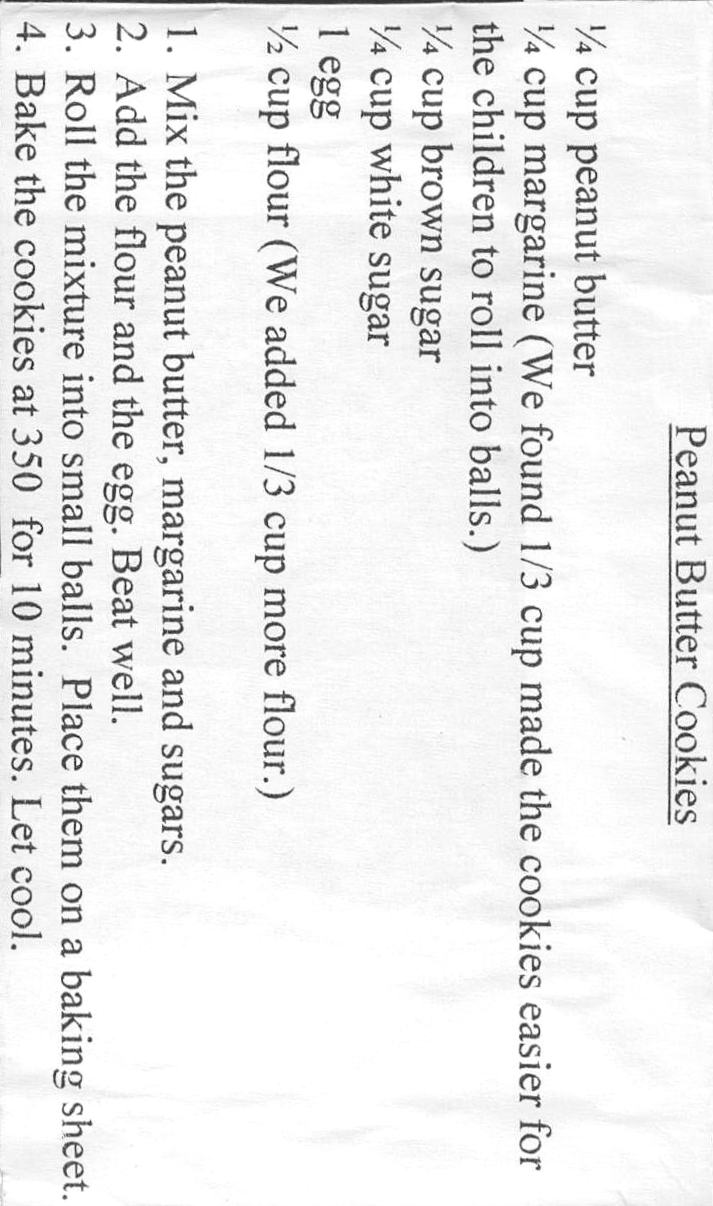 Peanut Butter Cookies
¼ cup peanut butter
¼ cup margarine (We found 1/3 cup made the cookies easier for
the children to roll into balls.)
¼ cup brown sugar
¼ cup white sugar
1 egg
½ cup flour (We added 1/3 cup more flour.)
1. Mix the peanut butter, margarine and sugars.
2. Add the flour and the egg. Beat well.
3. Roll the mixture into small balls. Place them on a baking sheet.
4. Bake the cookies at 350 for 10 minutes. Let cool.